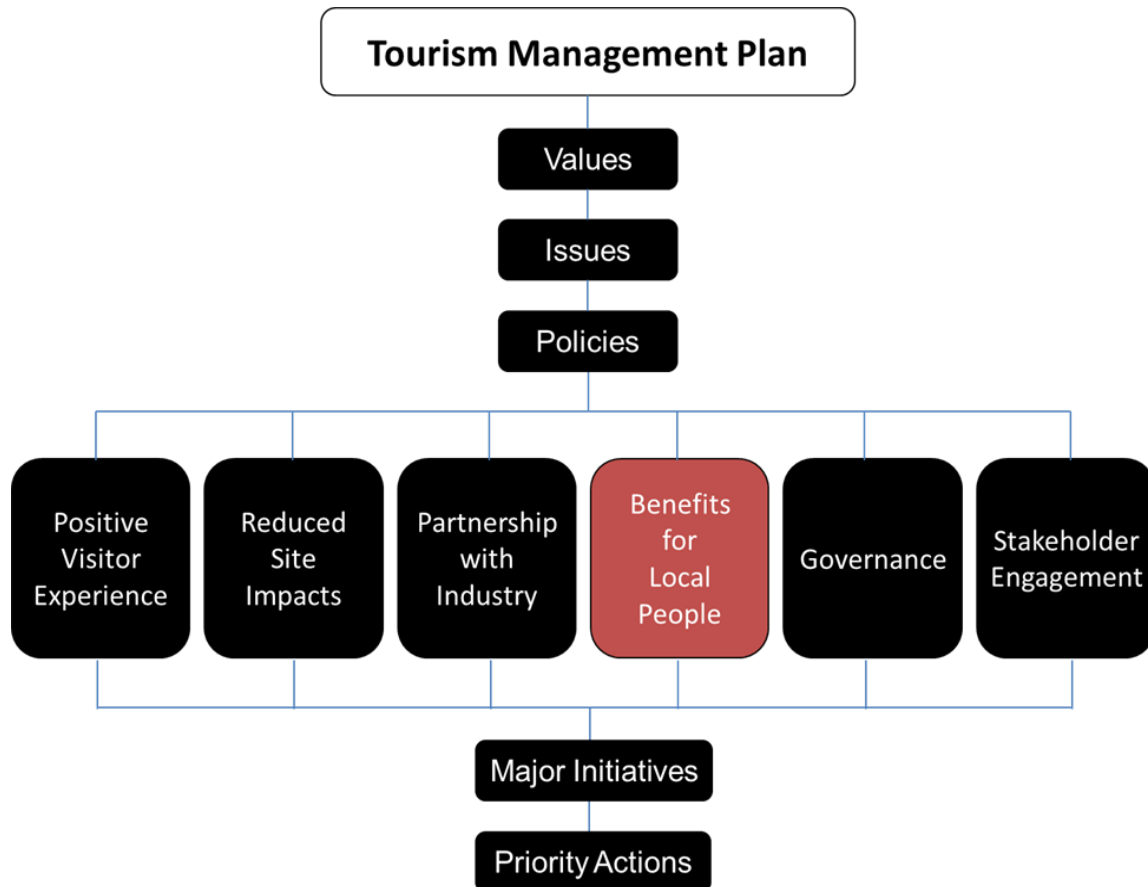 Tourism Management Plan
Values
Issues
Policies
Positive
Visitor
Experience
Reduced
Site
Impacts
Partnership
with
Industry
Benefits
for
Local
People
Governance
Stakeholder
Engagement
Major Initiatives
Priority Actions